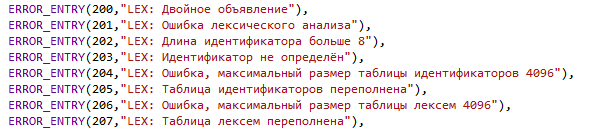 ERROR_ENTRY(200,"LEX: Двойное объявление"),
ERROR_ENTRY(201,"LEX: Ошибка лексического анализа"),
ERROR_ENTRY(202,"LEX: Длина идентификатора больше 8"),
ERROR_ENTRY(203,"LEX: Идентификатор не определён"),
ERROR_ENTRY(204,"LEX: Ошибка, максимальный размер таблицы идентификаторов 4096"),
ERROR_ENTRY(205,"LEX: Таблица идентификаторов переполнена"),
ERROR_ENTRY(206,"LEX: Ошибка, максимальный размер таблицы лексем 4096"),
ERROR_ENTRY(207,"LEX: Таблица лексем переполнена"),